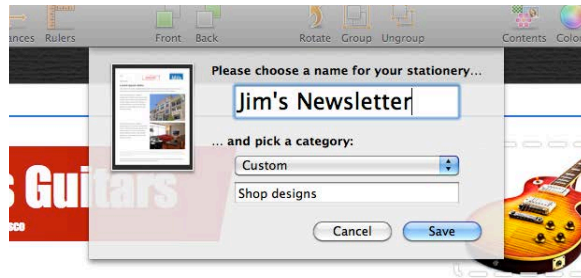 Rulers
Front
Back
Rotate
Group
Ungroup
Contents
Please choose a name for your stationery...
Jim's Newsletter
... and pick a category:
Custom
Shop designs
Cancel
Save
Guitars